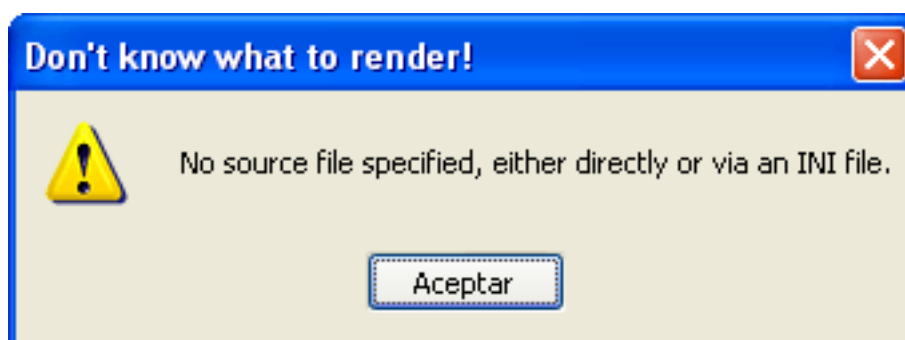 Don't know what to render!
No source file specified, either directly or via an INI file.
Aceptar